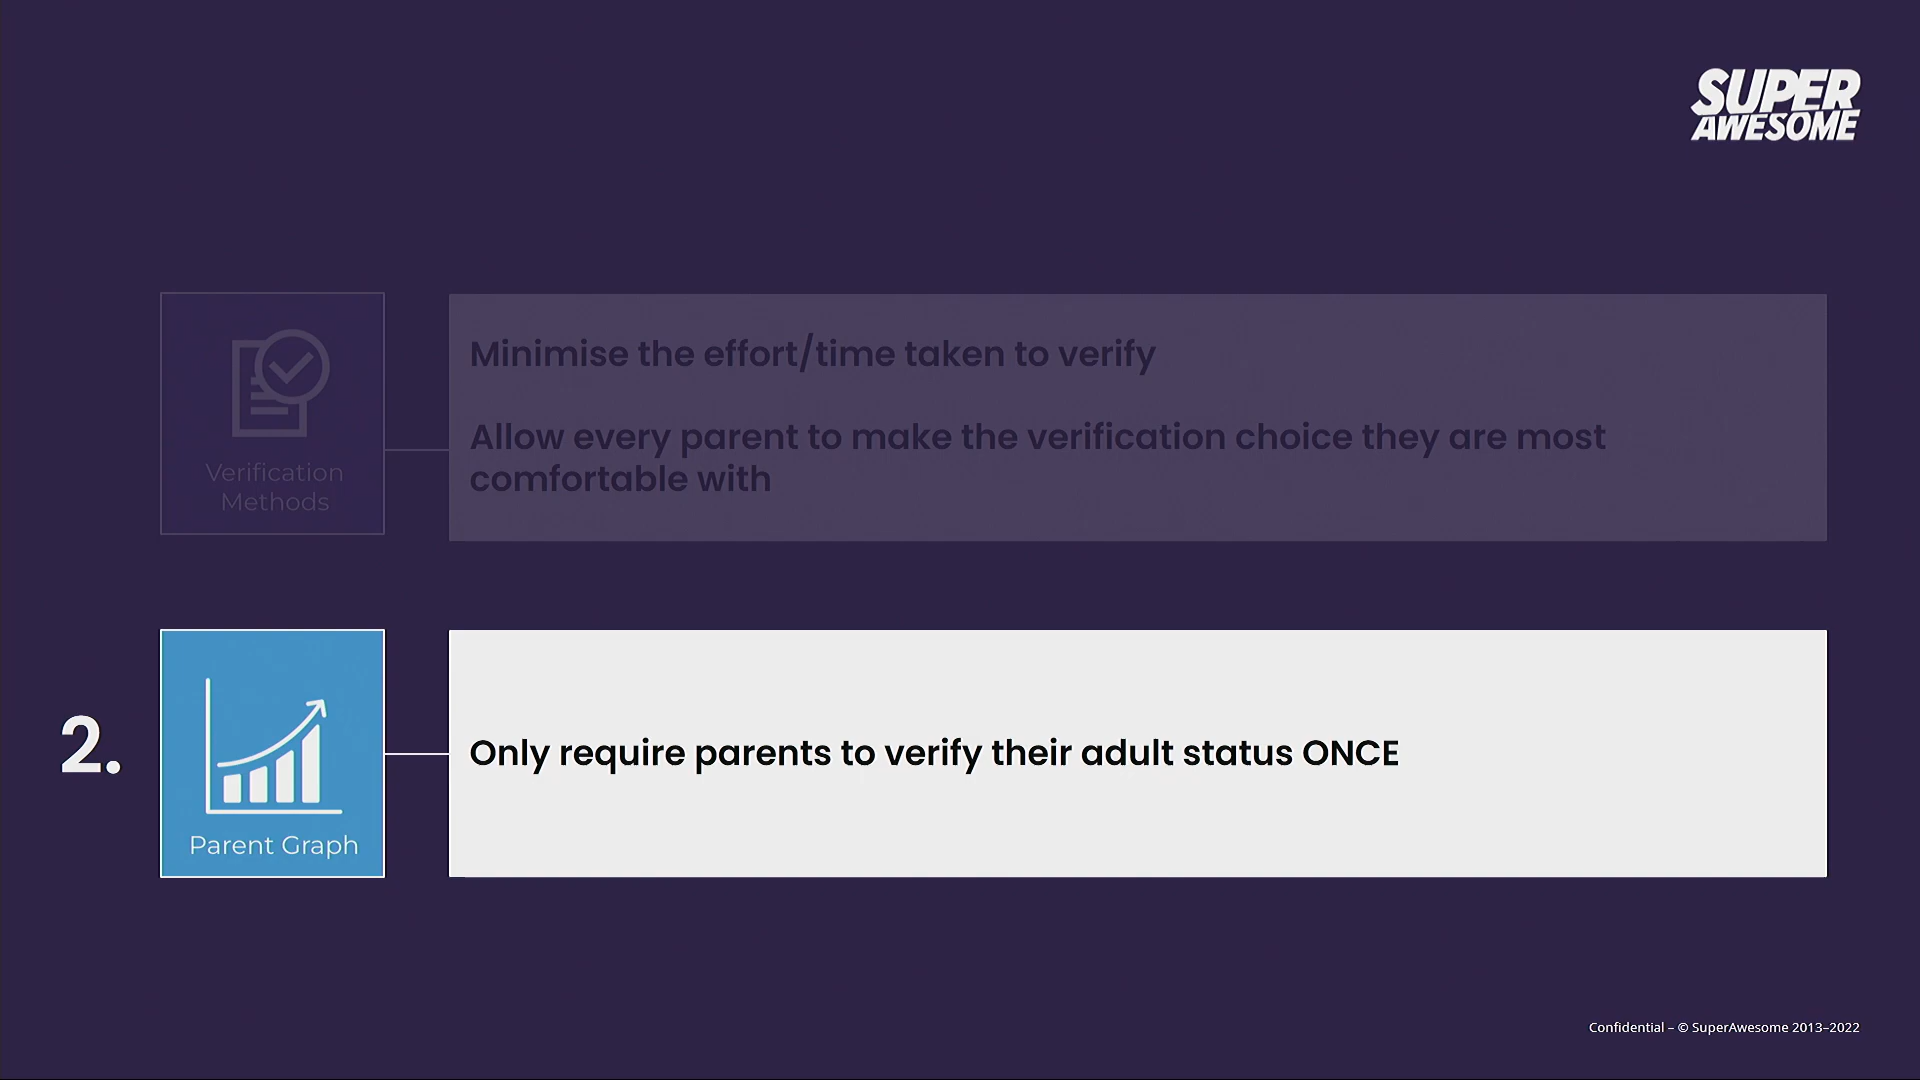 SUPER
AWESOME
Verification
Methods
Minimise the effort/time taken to verify
Allow every parent to make the verification choice they are most
comfortable with
2.
Parent Graph
Only require parents to verify their adult status ONCE
Confidential – © SuperAwesome 2013–2022